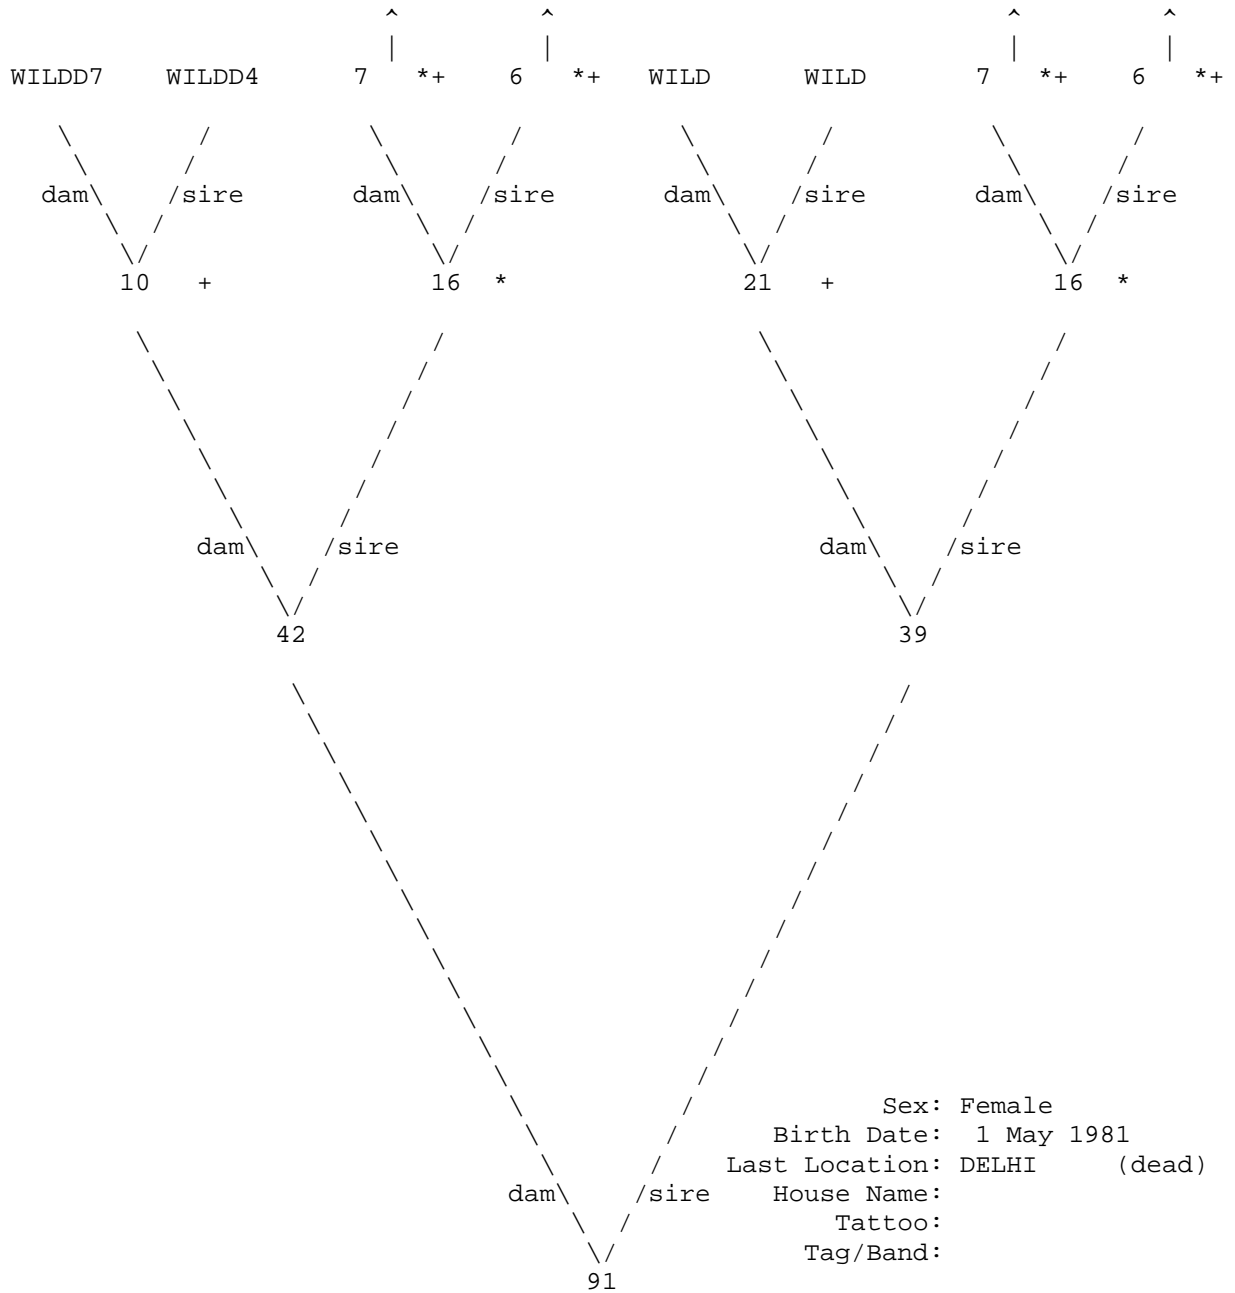 ^ ^ ^ ^
| | | |
WILDD7 WILDD4 7 *+ 6 *+ WILD WILD 7 *+ 6 *+
dam sire dam sire dam sire dam sire
10 + 16 * 21 + 16 *
dam sire dam sire
42 39
Sex: Female
Birth Date: 1 May 1981
Last Location: DELHI (dead)
dam sire House Name:
Tattoo:
Tag/Band:
91